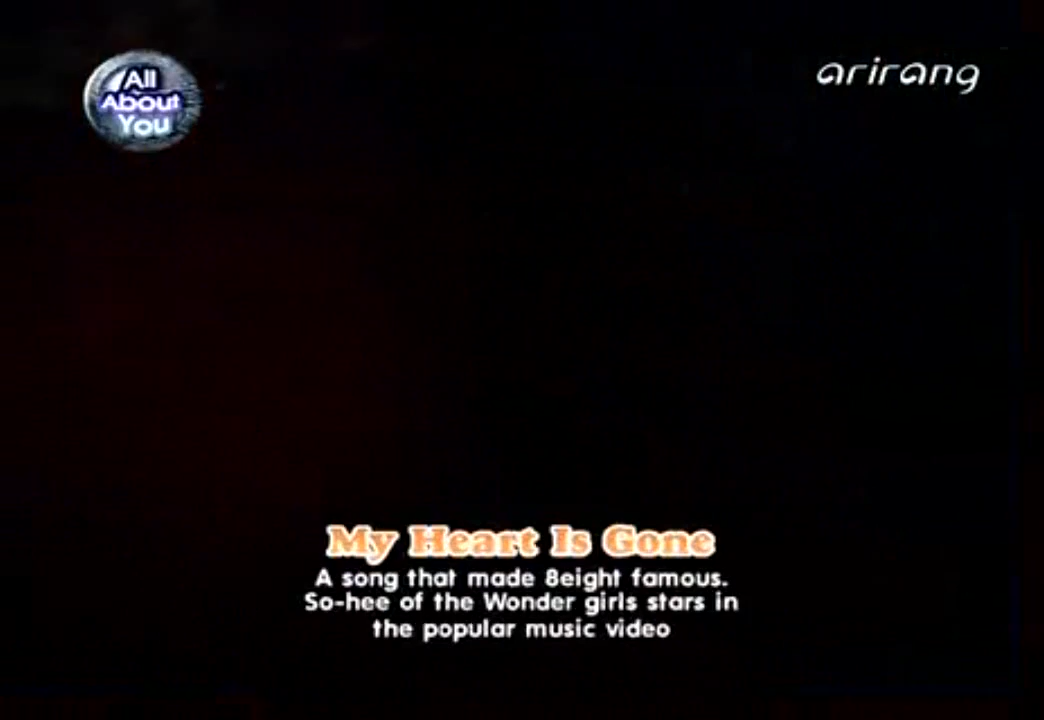 All
About
You
arirang
My Heart Is Gone
A song that made 8eight famous.
So-hee of the Wonder girls stars in
the popular music video